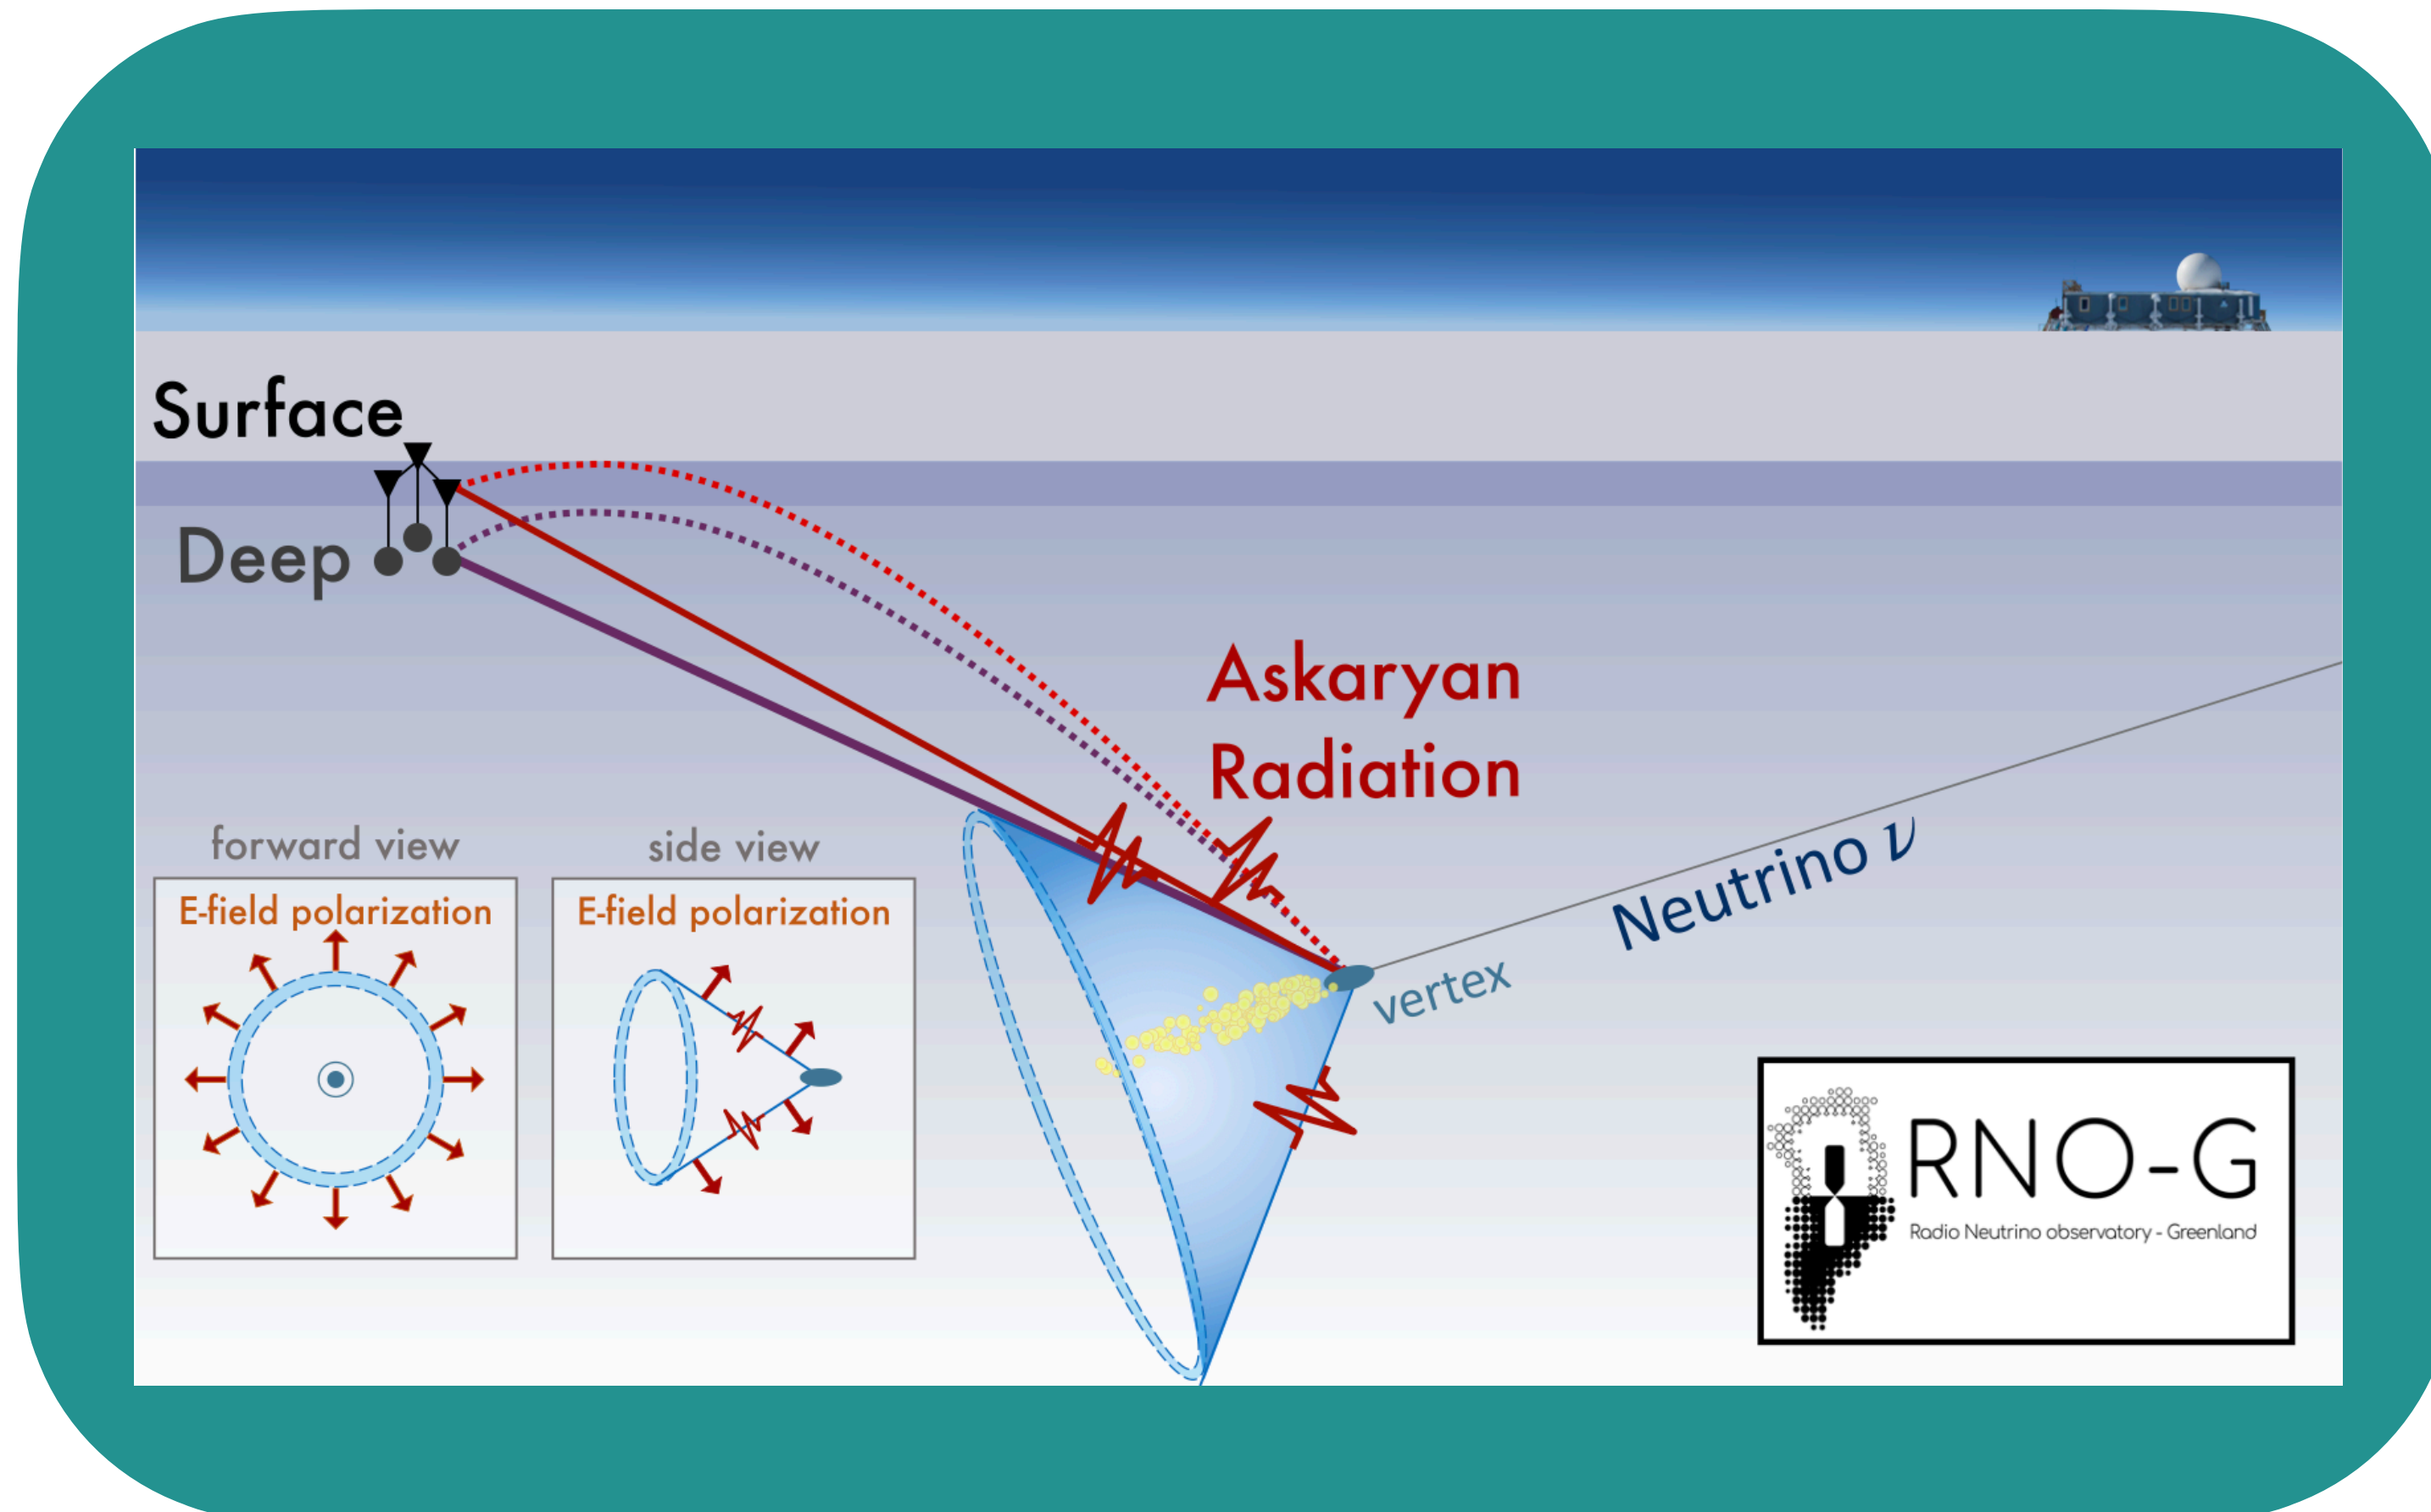 Surface
Deep
Askaryan
Radiation
Neutrino ν
vertex
forward view
E-field polarization
side view
E-field polarization
RNO-G
Radio Neutrino observatory - Greenland